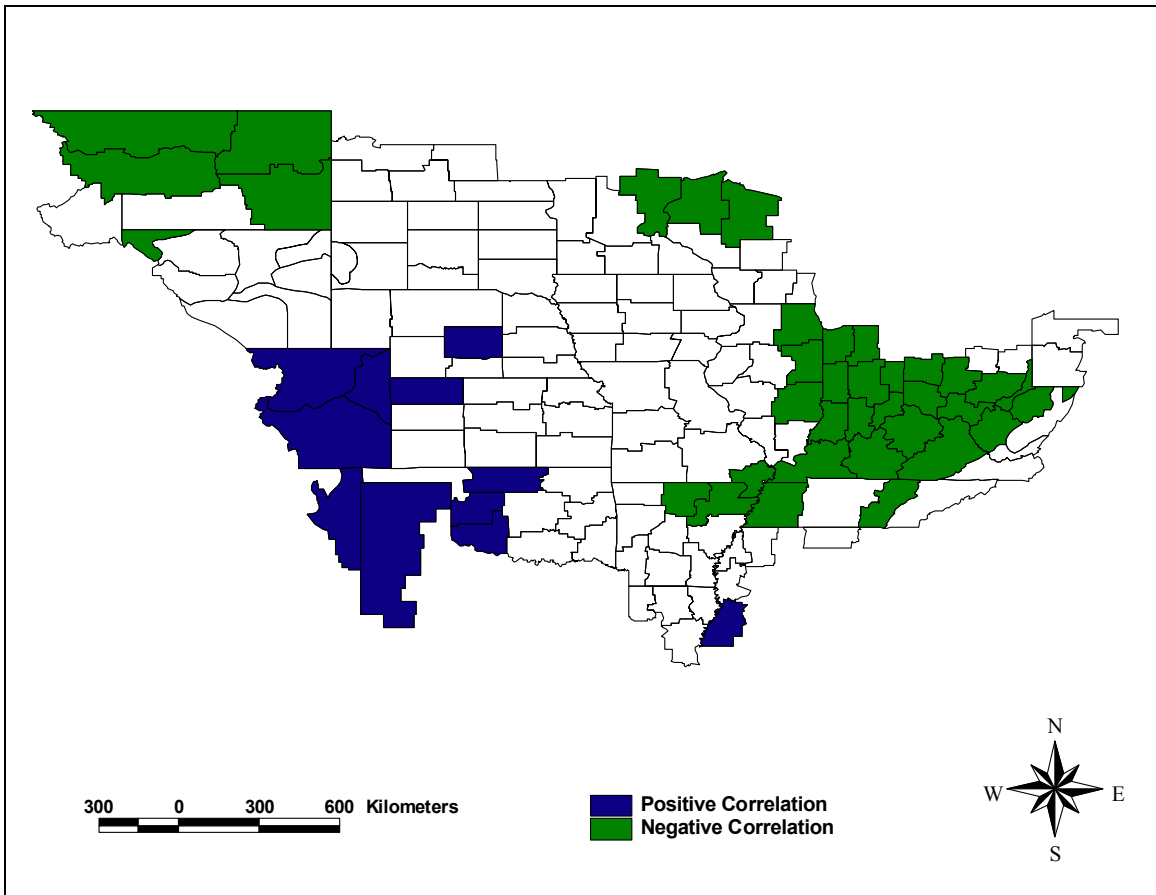 N
W E
S
300 0 300 600 Kilometers
Positive Correlation
Negative Correlation